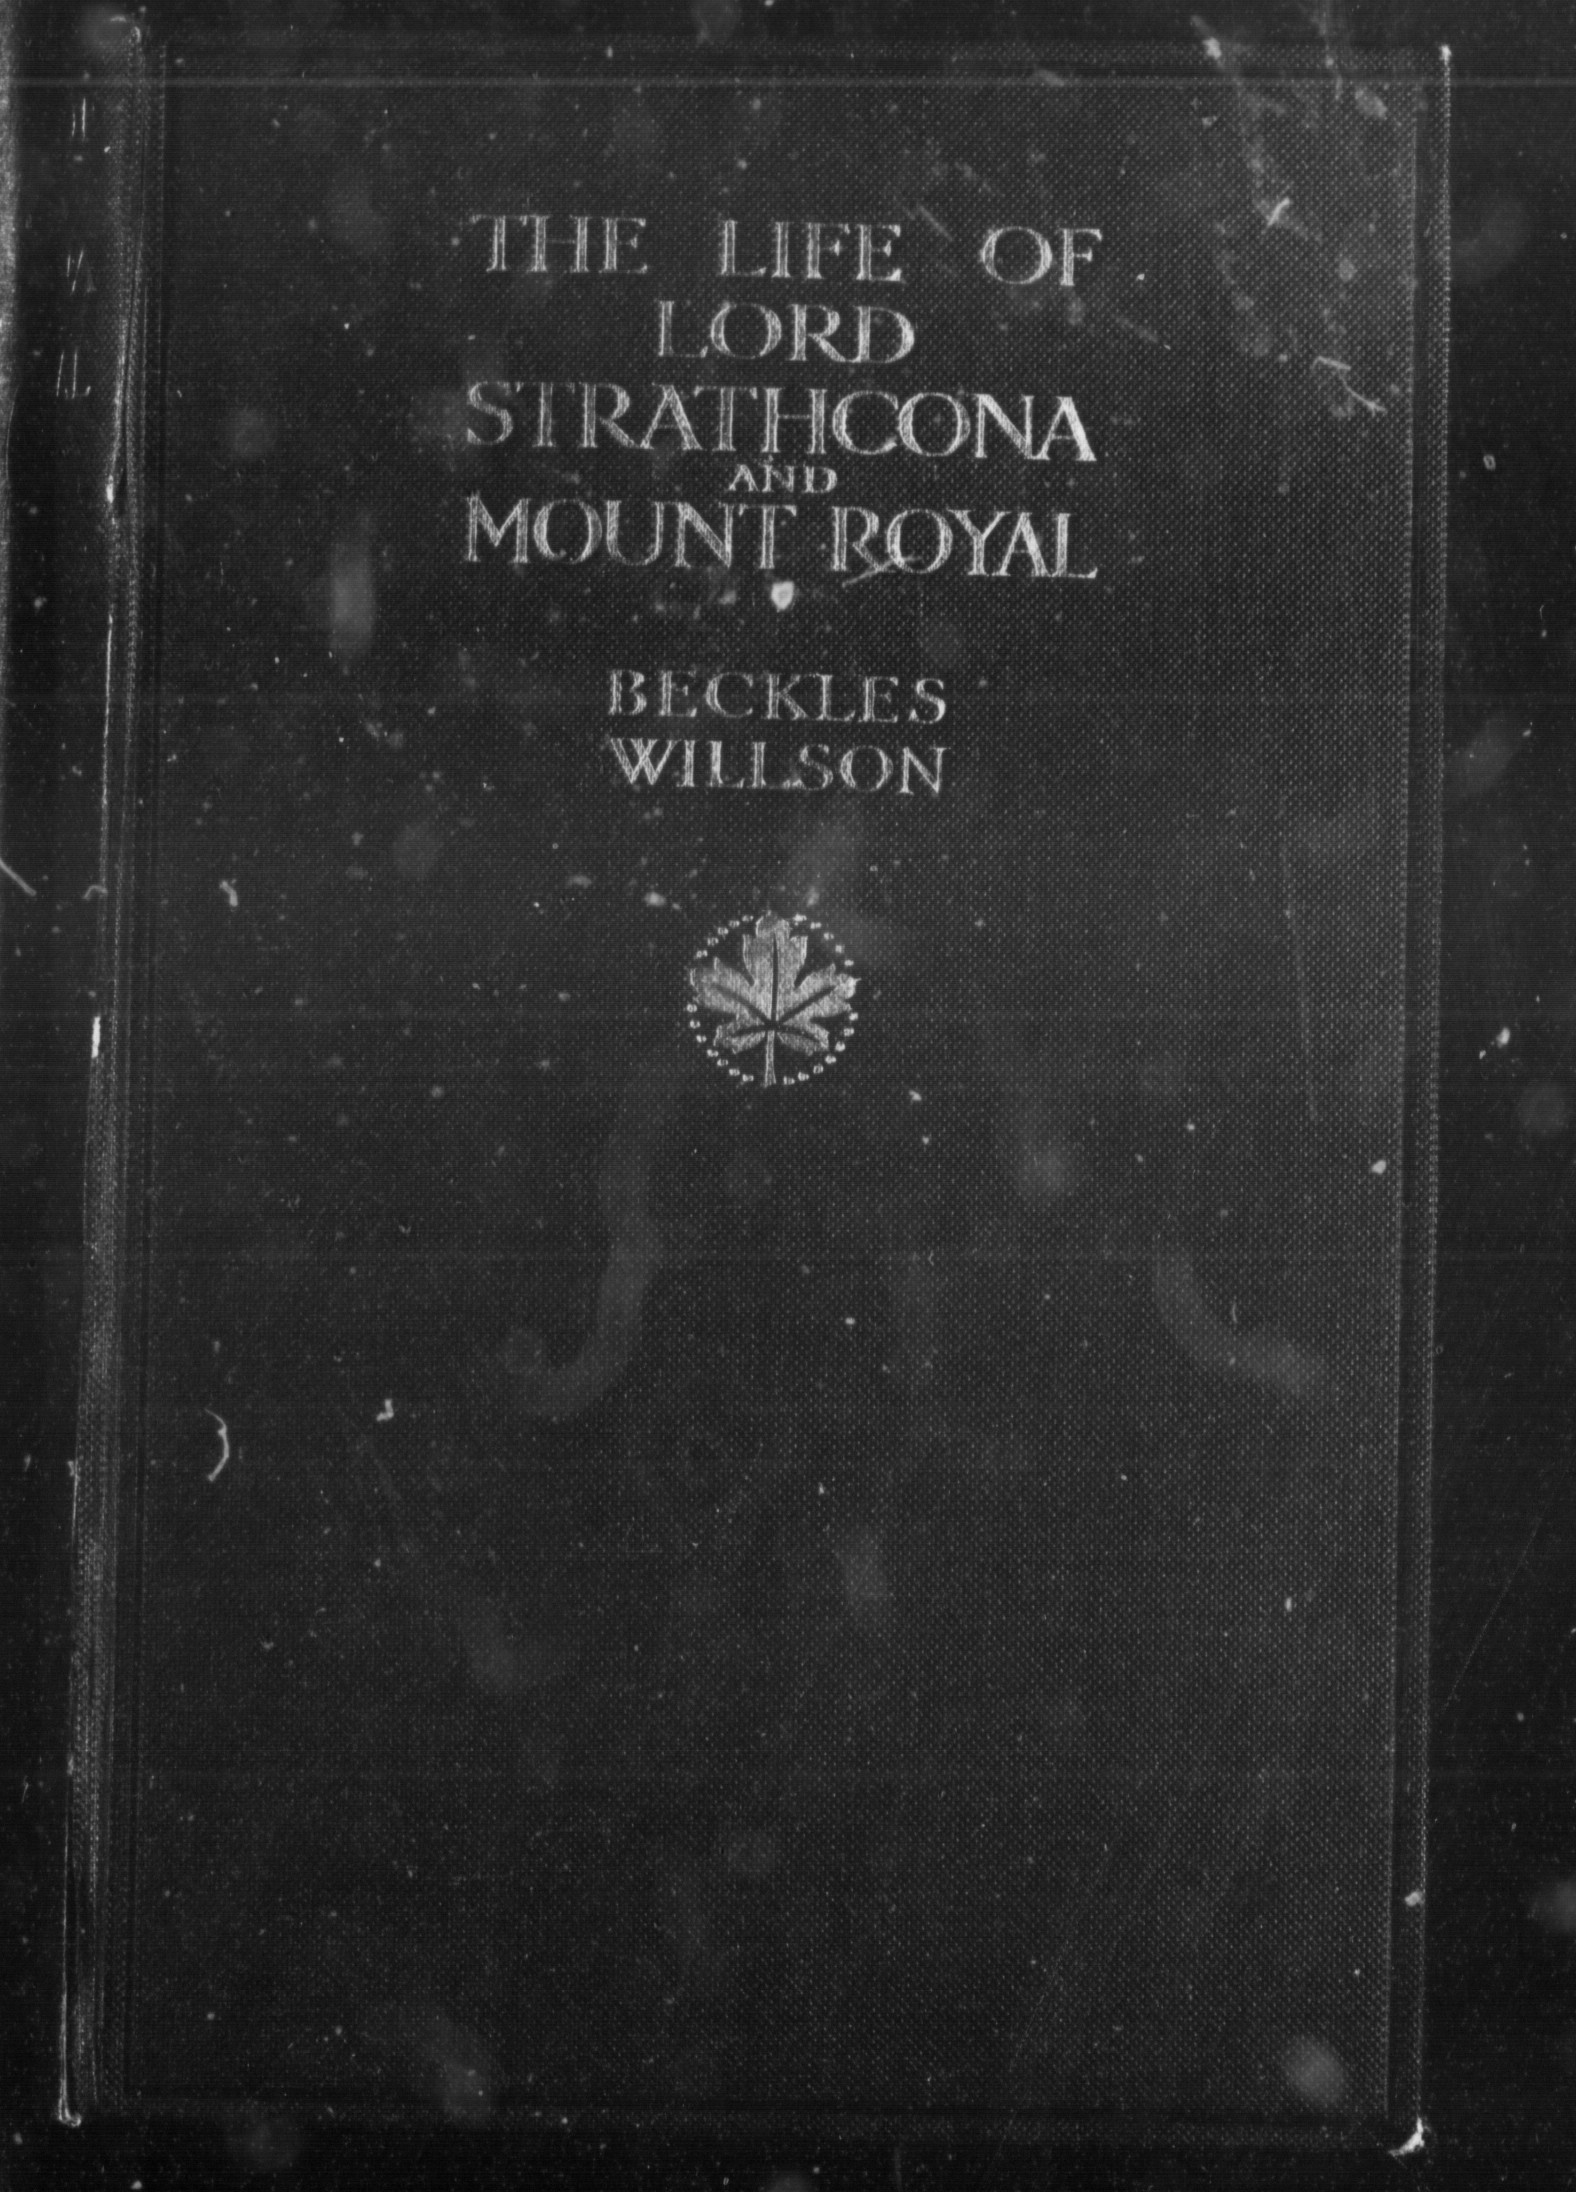 THE LIFE OF
LORD
STRATHCONA
AND
MOUNT ROYAL
BECKLES
WILLSON